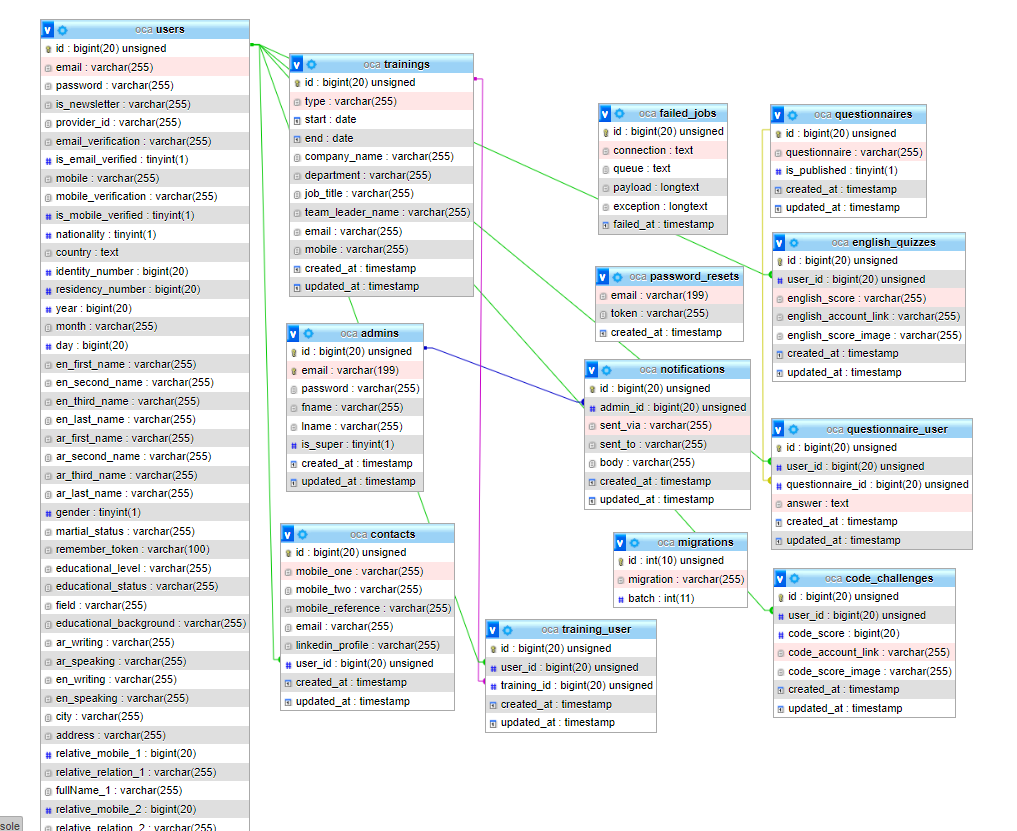 oca users
id : bigint(20) unsigned
email : varchar(255)
password : varchar(255)
is_newsletter : varchar(255)
provider_id : varchar(255)
email_verification : varchar(255)
is_email_verified : tinyint(1)
mobile : varchar(255)
mobile_verification : varchar(255)
is_mobile_verified : tinyint(1)
nationality : tinyint(1)
country : text
identity_number : bigint(20)
residency_number : bigint(20)
year : bigint(20)
month : varchar(255)
day : bigint(20)
en_first_name : varchar(255)
en_second_name : varchar(255)
en_third_name : varchar(255)
en_last_name : varchar(255)
ar_first_name : varchar(255)
ar_second_name : varchar(255)
ar_third_name : varchar(255)
ar_last_name : varchar(255)
gender : tinyint(1)
martial_status : varchar(255)
remember_token : varchar(100)
educational_level : varchar(255)
educational_status : varchar(255)
field : varchar(255)
educational_background : varchar(255)
ar_writing : varchar(255)
ar_speaking : varchar(255)
en_writing : varchar(255)
en_speaking : varchar(255)
city : varchar(255)
address : varchar(255)
relative_mobile_1 : bigint(20)
relative_relation_1 : varchar(255)
fullName_1 : varchar(255)
relative_mobile_2 : bigint(20)
relative_relation_2 : varchar(255)
sole
oca trainings
id : bigint(20) unsigned
type : varchar(255)
start : date
end : date
company_name : varchar(255)
department : varchar(255)
job_title : varchar(255)
team_leader_name : varchar(255)
email : varchar(255)
mobile : varchar(255)
created_at : timestamp
updated_at : timestamp
oca admins
id : bigint(20) unsigned
email : varchar(199)
password : varchar(255)
fname : varchar(255)
lname : varchar(255)
is_super : tinyint(1)
created_at : timestamp
updated_at : timestamp
oca contacts
id : bigint(20) unsigned
mobile_one : varchar(255)
mobile_two : varchar(255)
mobile_reference : varchar(255)
email : varchar(255)
linkedin_profile : varchar(255)
user_id : bigint(20) unsigned
created_at : timestamp
updated_at : timestamp
oca training_user
id : bigint(20) unsigned
user_id : bigint(20) unsigned
training_id : bigint(20) unsigned
created_at : timestamp
updated_at : timestamp
oca failed_jobs
id : bigint(20) unsigned
connection : text
queue : text
payload : longtext
exception : longtext
failed_at : timestamp
oca password_resets
email : varchar(199)
token : varchar(255)
created_at : timestamp
oca notifications
id : bigint(20) unsigned
admin_id : bigint(20) unsigned
sent_via : varchar(255)
sent_to : varchar(255)
body : varchar(255)
created_at : timestamp
updated_at : timestamp
oca migrations
id : int(10) unsigned
migration : varchar(255)
batch : int(11)
oca questionnaires
id : bigint(20) unsigned
questionnaire : varchar(255)
is_published : tinyint(1)
created_at : timestamp
updated_at : timestamp
oca english_quizzes
id : bigint(20) unsigned
user_id : bigint(20) unsigned
english_score : varchar(255)
english_account_link : varchar(255)
english_score_image : varchar(255)
created_at : timestamp
updated_at : timestamp
oca questionnaire_user
id : bigint(20) unsigned
user_id : bigint(20) unsigned
questionnaire_id : bigint(20) unsigned
answer : text
created_at : timestamp
updated_at : timestamp
oca code_challenges
id : bigint(20) unsigned
user_id : bigint(20) unsigned
code_score : bigint(20)
code_account_link : varchar(255)
code_score_image : varchar(255)
created_at : timestamp
updated_at : timestamp